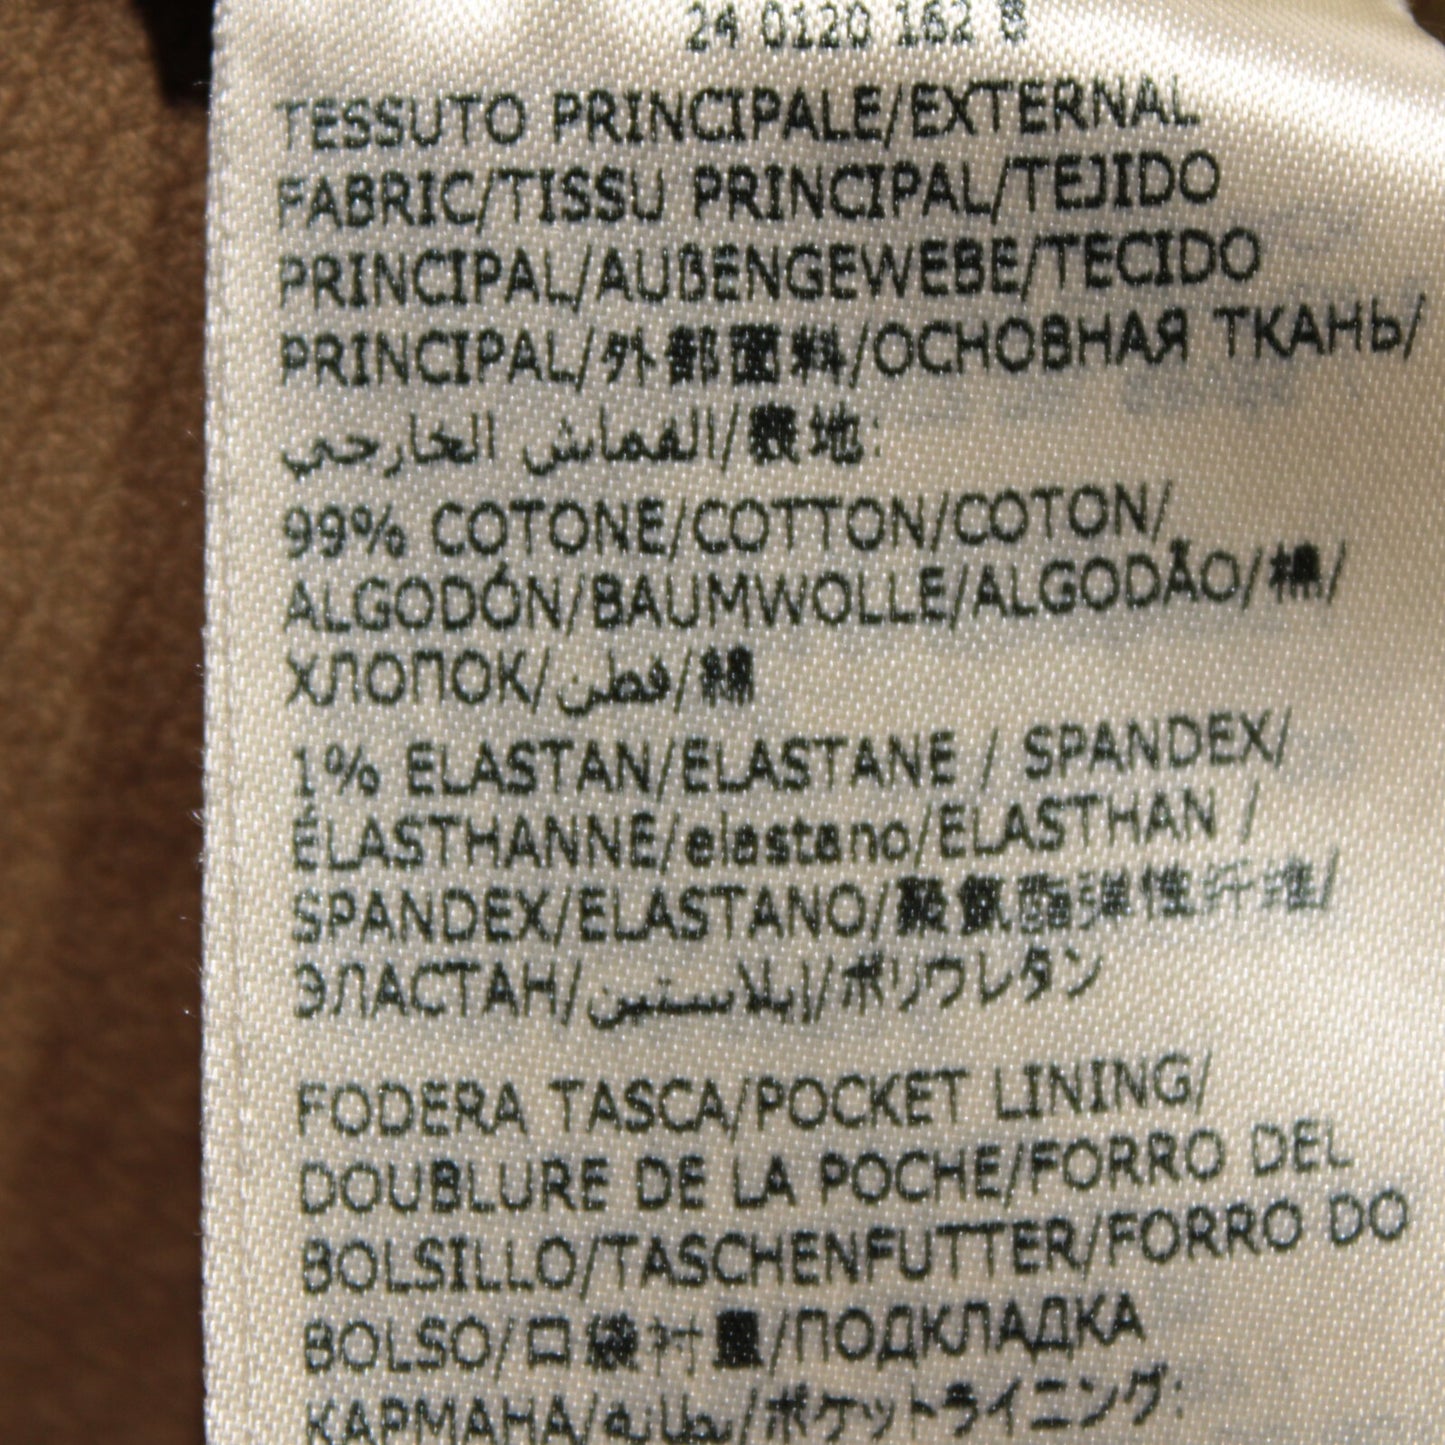 24 0120 162 8
TESSUTO PRINCIPALE/EXTERNAL
FABRIC/TISSU PRINCIPAL/TEJIDO
PRINCIPAL/AUßENGEWEBE/TECIDO
PRINCIPAL/外部面料/ОСНОВНАЯ ТКАНЬ/
القماش الخارجي/表地:
99% COTONE/COTTON/COTON/
ALGODÓN/BAUMWOLLE/ALGODÃO/棉/
ХЛОПОК/قطن/綿
1% ELASTAN/ELASTANE / SPANDEX/
ÉLASTHANNE/elastano/ELASTHAN /
SPANDEX/ELASTANO/聚氨酯弹性纤维/
ЭЛАСТАН/إيلاستين/ポリウレタン
FODERA TASCA/POCKET LINING/
DOUBLURE DE LA POCHE/FORRO DEL
BOLSILLO/TASCHENFUTTER/FORRO DO
BOLSO/口袋衬里/ПОДКЛАДКА
КАРМАНА/بطانة/ポケットライニング: